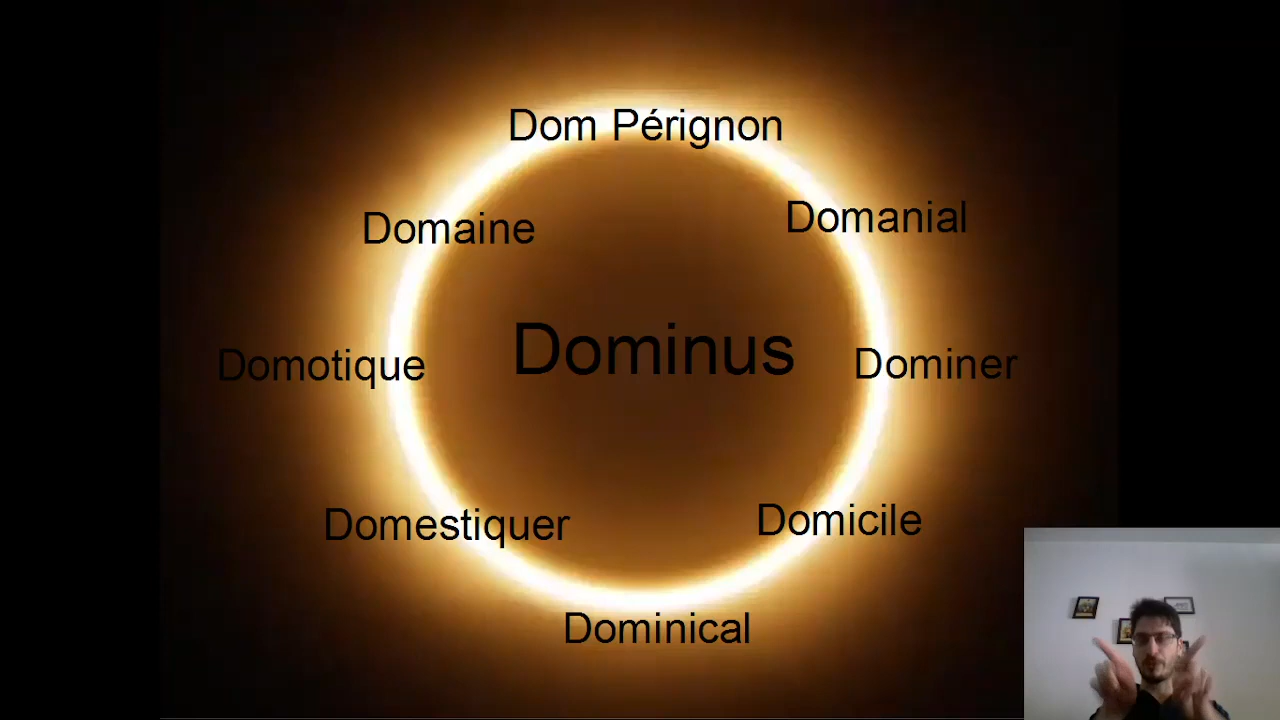 Dom Pérignon
Domaine
Domanial
Domotique
Dominus
Dominer
Domestiquer
Domicile
Dominical